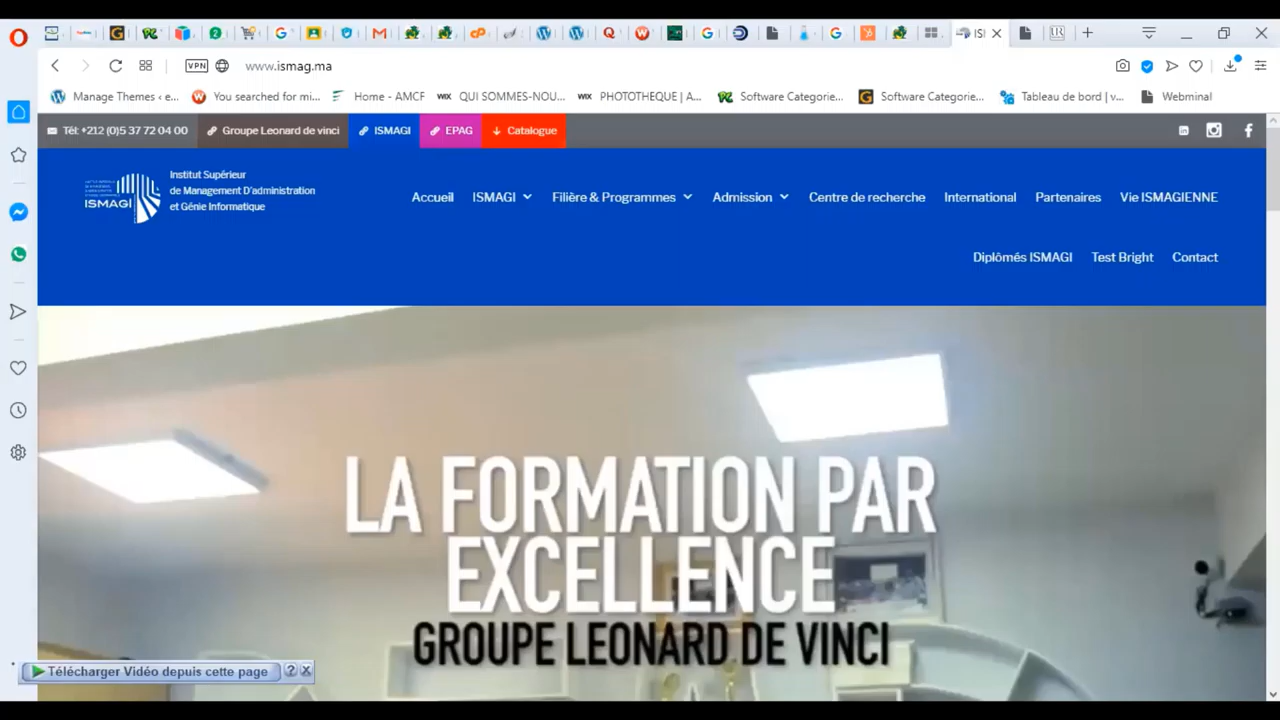 ISI
VPN
www.ismag.ma
Manage Themes ‹ e...
You searched for mi...
Home - AMCF
WIX QUI SOMMES-NOU...
WIX PHOTOTHEQUE | A...
Software Categorie...
Software Categorie...
Tableau de bord | v...
Webminal
Tél: +212 (0)5 37 72 04 00
Groupe Leonard de vinci
ISMAGI
EPAG
Catalogue
ISMAGI
Institut Supérieur
de Management D'administration
et Génie Informatique
Accueil ISMAGI Filière & Programmes Admission Centre de recherche International Partenaires Vie ISMAGIENNE
Diplômés ISMAGI Test Bright Contact
LA FORMATION PAR
EXCELLENCE
GROUPE LEONARD DE VINCI
Télécharger Vidéo depuis cette page ? X